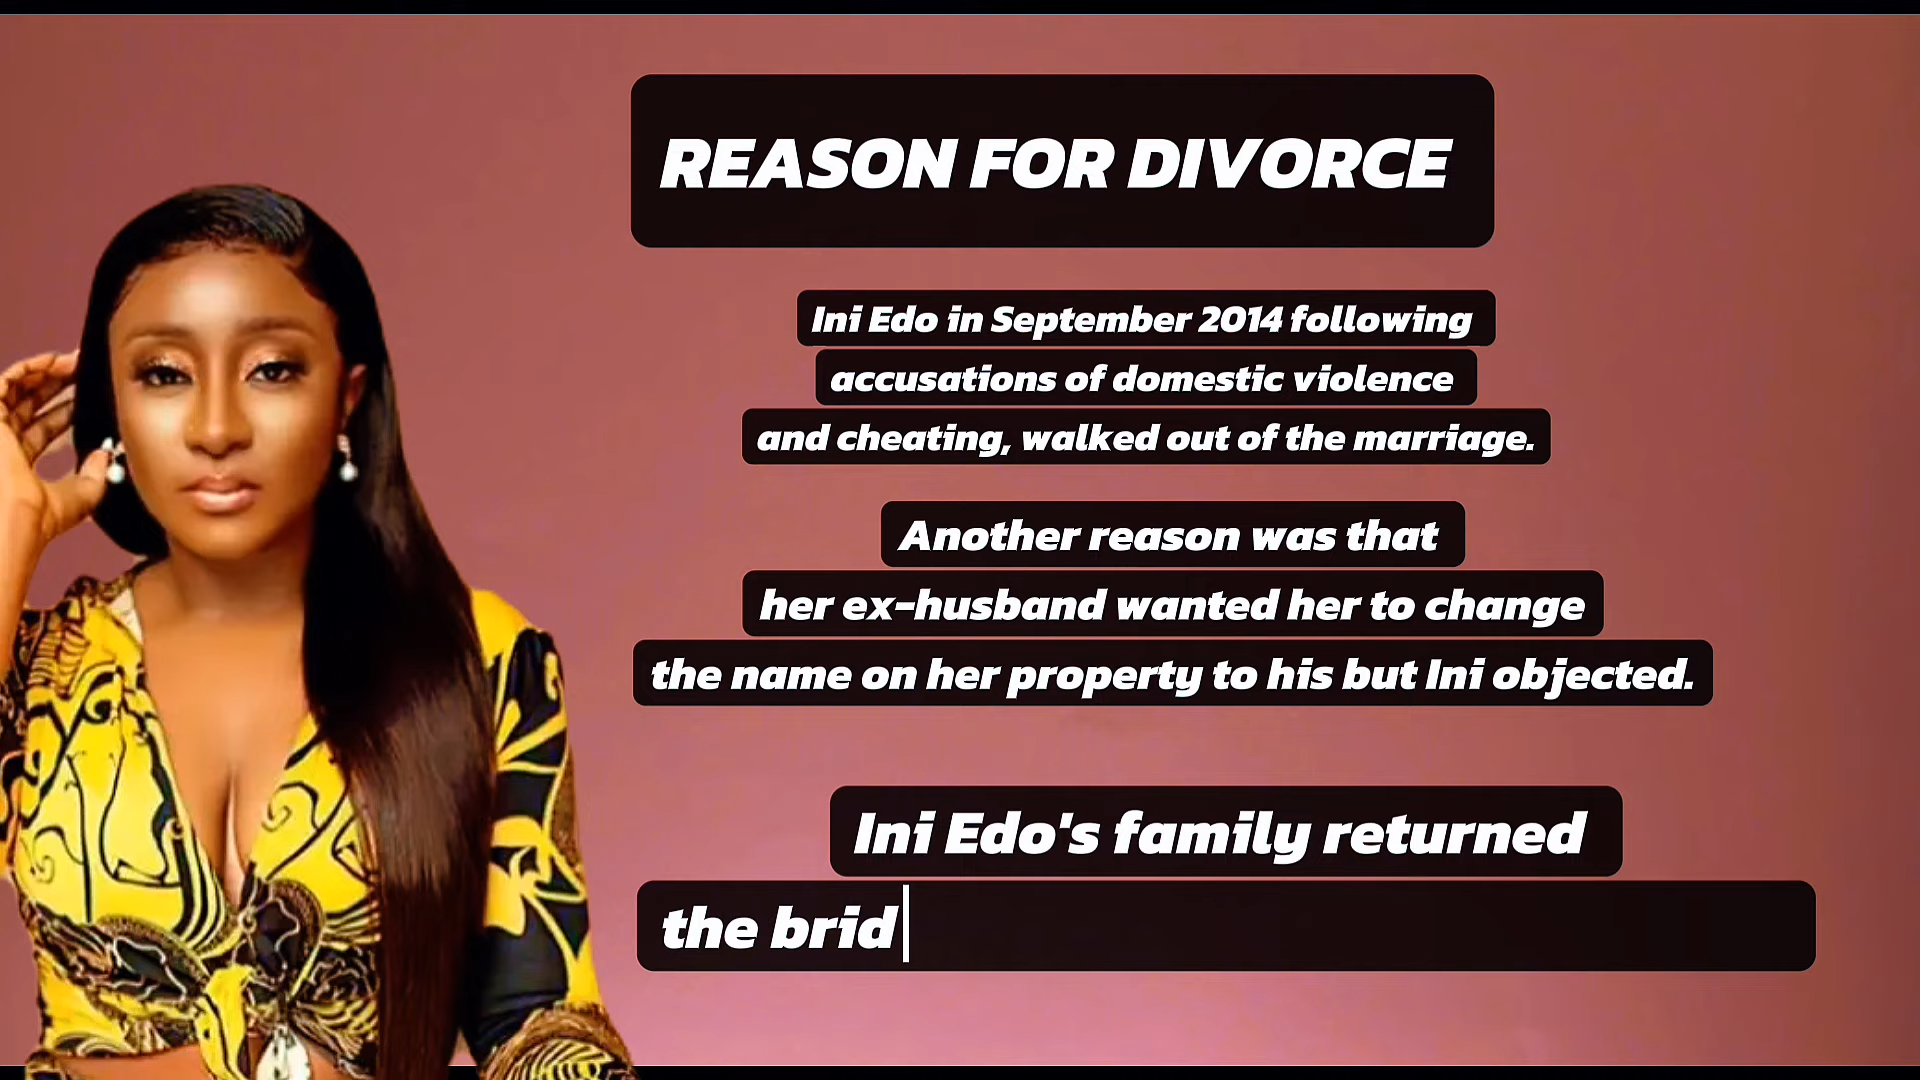 REASON FOR DIVORCE
Ini Edo in September 2014 following
accusations of domestic violence
and cheating, walked out of the marriage.
Another reason was that
her ex-husband wanted her to change
the name on her property to his but Ini objected.
Ini Edo's family returned
the brid